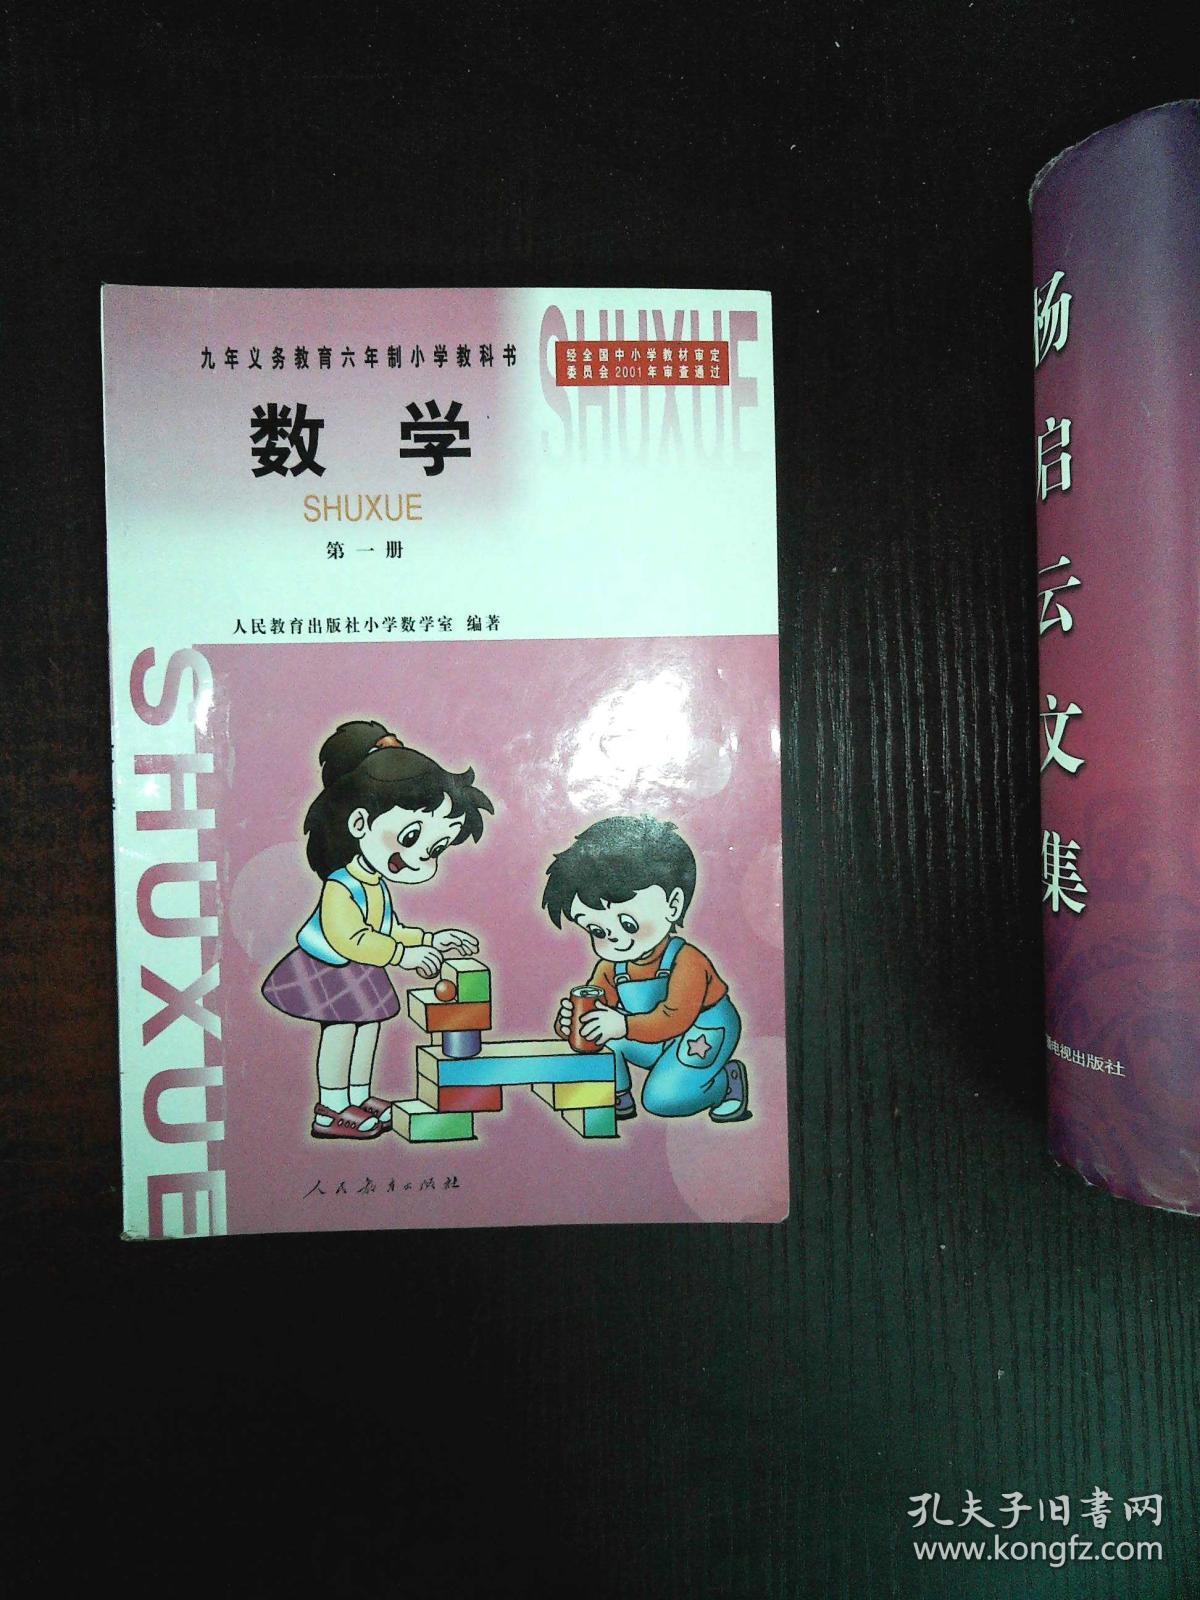 SHUXUE
九年义务教育六年制小学教科书
经全国中小学教材审定
委员会2001年审查通过
数学
SHUXUE
第一册
人民教育出版社小学数学室 编著
SHUXUE
人民教育出版社
杨启云文集
电视出版社
孔夫子旧书网
www.kongfz.com